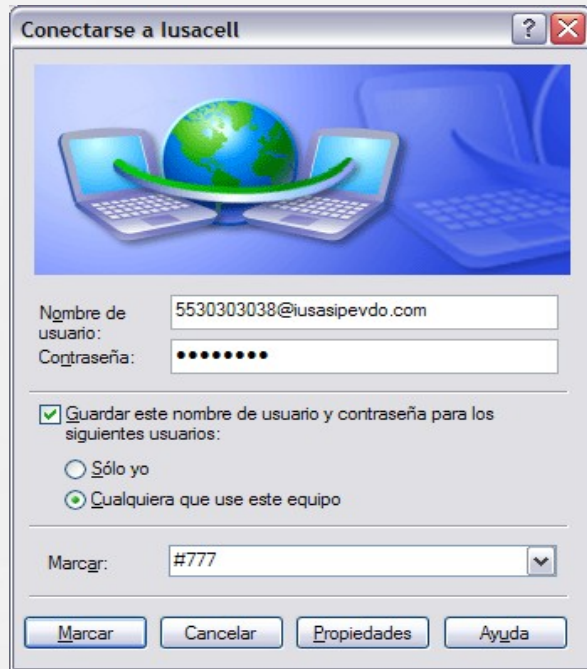 Conectarse a Iusacell
Nombre de
usuario:
5530303038@iusasipevdo.com
Contraseña:
••••••••
Guardar este nombre de usuario y contraseña para los
siguientes usuarios:
Sólo yo
Cualquiera que use este equipo
Marcar:
#777
Marcar
Cancelar
Propiedades
Ayuda